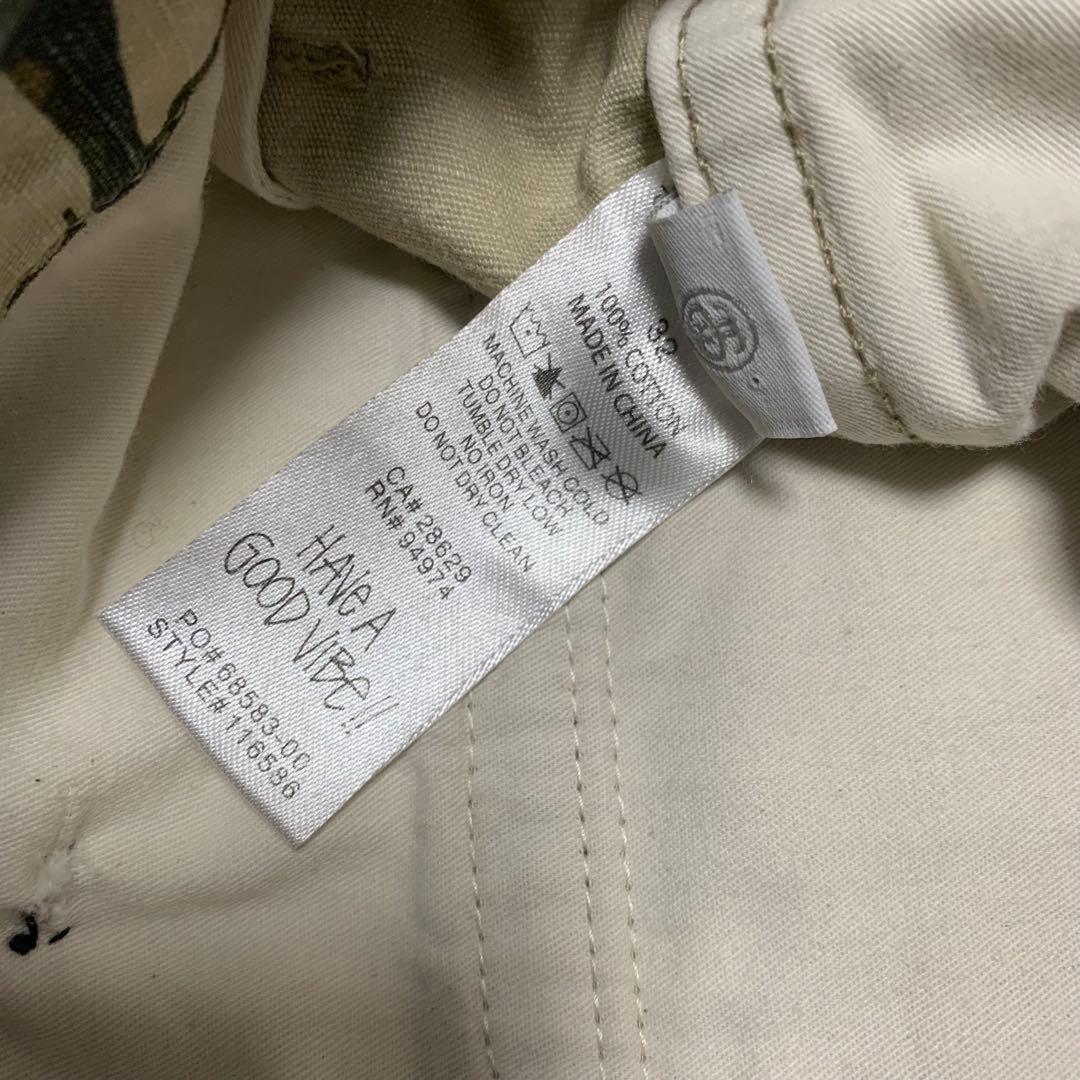 32
100% COTTON
MADE IN CHINA
MACHINE WASH COLD
DO NOT BLEACH
TUMBLE DRY LOW
NO IRON
DO NOT DRY CLEAN
CA# 28629
RN# 94974
HAVe A
GOOD VIBe!!
PO# 68583-00
STYLE# 116586